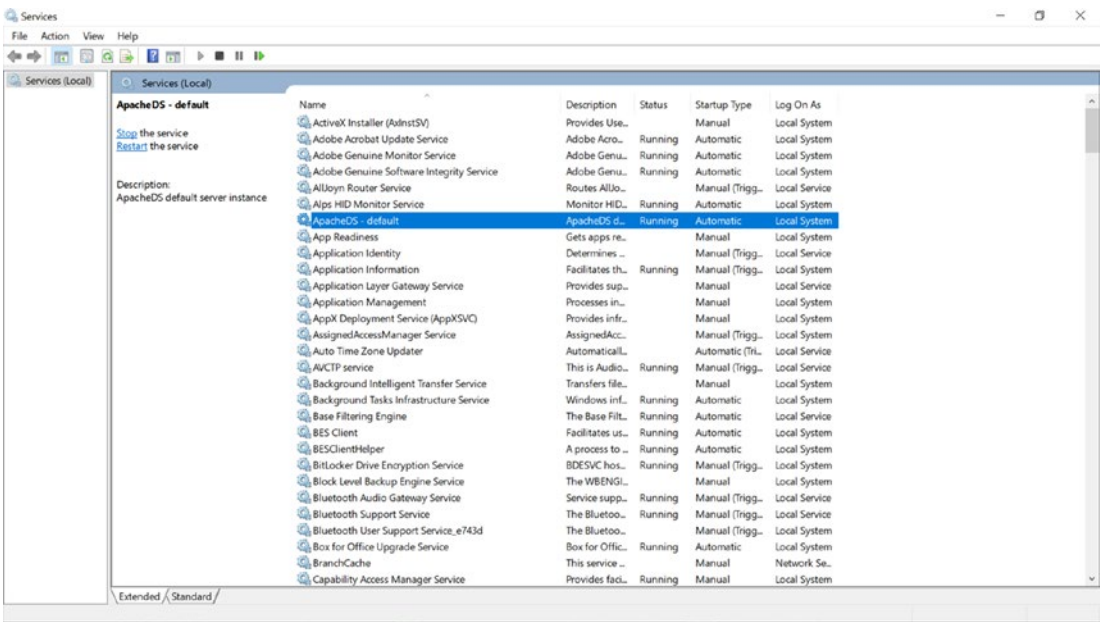 Services
File Action View Help
Services (Local)
Services (Local)
ApacheDS - default
Stop the service
Restart the service
Description:
ApacheDS default server instance
Name Description Status Startup Type Log On As
ActiveX Installer (AxInstSV) Provides Use... Manual Local System
Adobe Acrobat Update Service Adobe Acro... Running Automatic Local System
Adobe Genuine Monitor Service Adobe Genu... Running Automatic Local System
Adobe Genuine Software Integrity Service Adobe Genu... Running Automatic Local System
AllJoyn Router Service Routes AllJo... Manual (Trigg... Local Service
Alps HID Monitor Service Monitor HID... Running Automatic Local System
ApacheDS - default ApacheDS d... Running Automatic Local System
App Readiness Gets apps re... Manual Local System
Application Identity Determines ... Manual (Trigg... Local Service
Application Information Facilitates th... Running Manual (Trigg... Local System
Application Layer Gateway Service Provides sup... Manual Local Service
Application Management Processes in... Manual Local System
AppX Deployment Service (AppXSVC) Provides infr... Manual Local System
AssignedAccessManager Service AssignedAcc... Manual (Trigg... Local System
Auto Time Zone Updater Automaticall... Automatic (Tri... Local Service
AVCTP service This is Audio... Running Manual (Trigg... Local Service
Background Intelligent Transfer Service Transfers file... Manual Local System
Background Tasks Infrastructure Service Windows inf... Running Automatic Local System
Base Filtering Engine The Base Filt... Running Automatic Local Service
BES Client Facilitates us... Running Automatic Local System
BESClientHelper A process to ... Running Automatic Local System
BitLocker Drive Encryption Service BDESVC hos... Running Manual (Trigg... Local System
Block Level Backup Engine Service The WBENGI... Manual Local System
Bluetooth Audio Gateway Service Service supp... Running Manual (Trigg... Local Service
Bluetooth Support Service The Bluetoo... Running Manual (Trigg... Local Service
Bluetooth User Support Service_e743d The Bluetoo... Manual (Trigg... Local System
Box for Office Upgrade Service Box for Offic... Running Automatic Local System
BranchCache This service ... Manual Network Se...
Capability Access Manager Service Provides faci... Running Manual Local System
Extended Standard